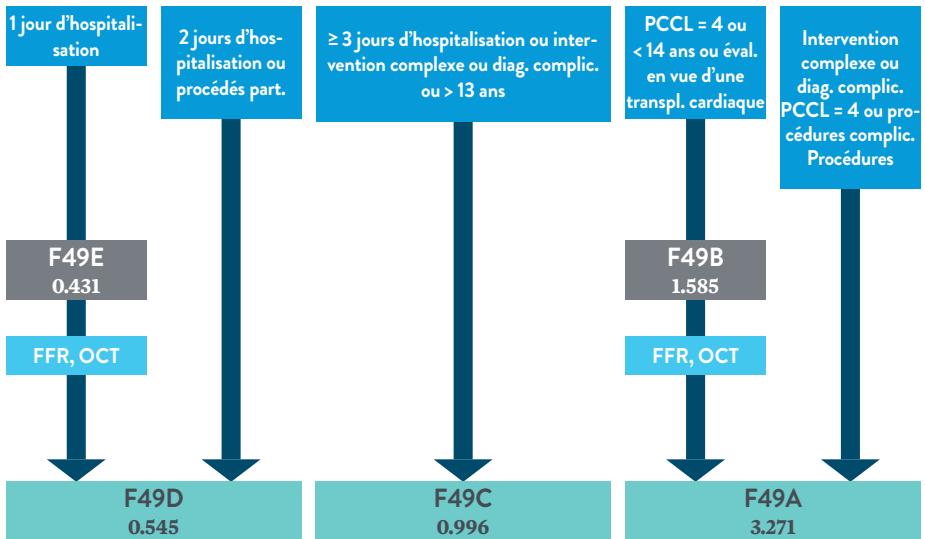 1 jour d’hospitali-
sation
2 jours d’hos-
pitalisation ou
procédés part.
≥ 3 jours d’hospitalisation ou inter-
vention complexe ou diag. complic.
ou > 13 ans
PCCL = 4 ou
< 14 ans ou éval.
en vue d’une
transpl. cardiaque
Intervention
complexe ou
diag. complic.
PCCL = 4 ou pro-
cédures complic.
Procédures
F49E
0.431
F49B
1.585
FFR, OCT
FFR, OCT
F49D
0.545
F49C
0.996
F49A
3.271